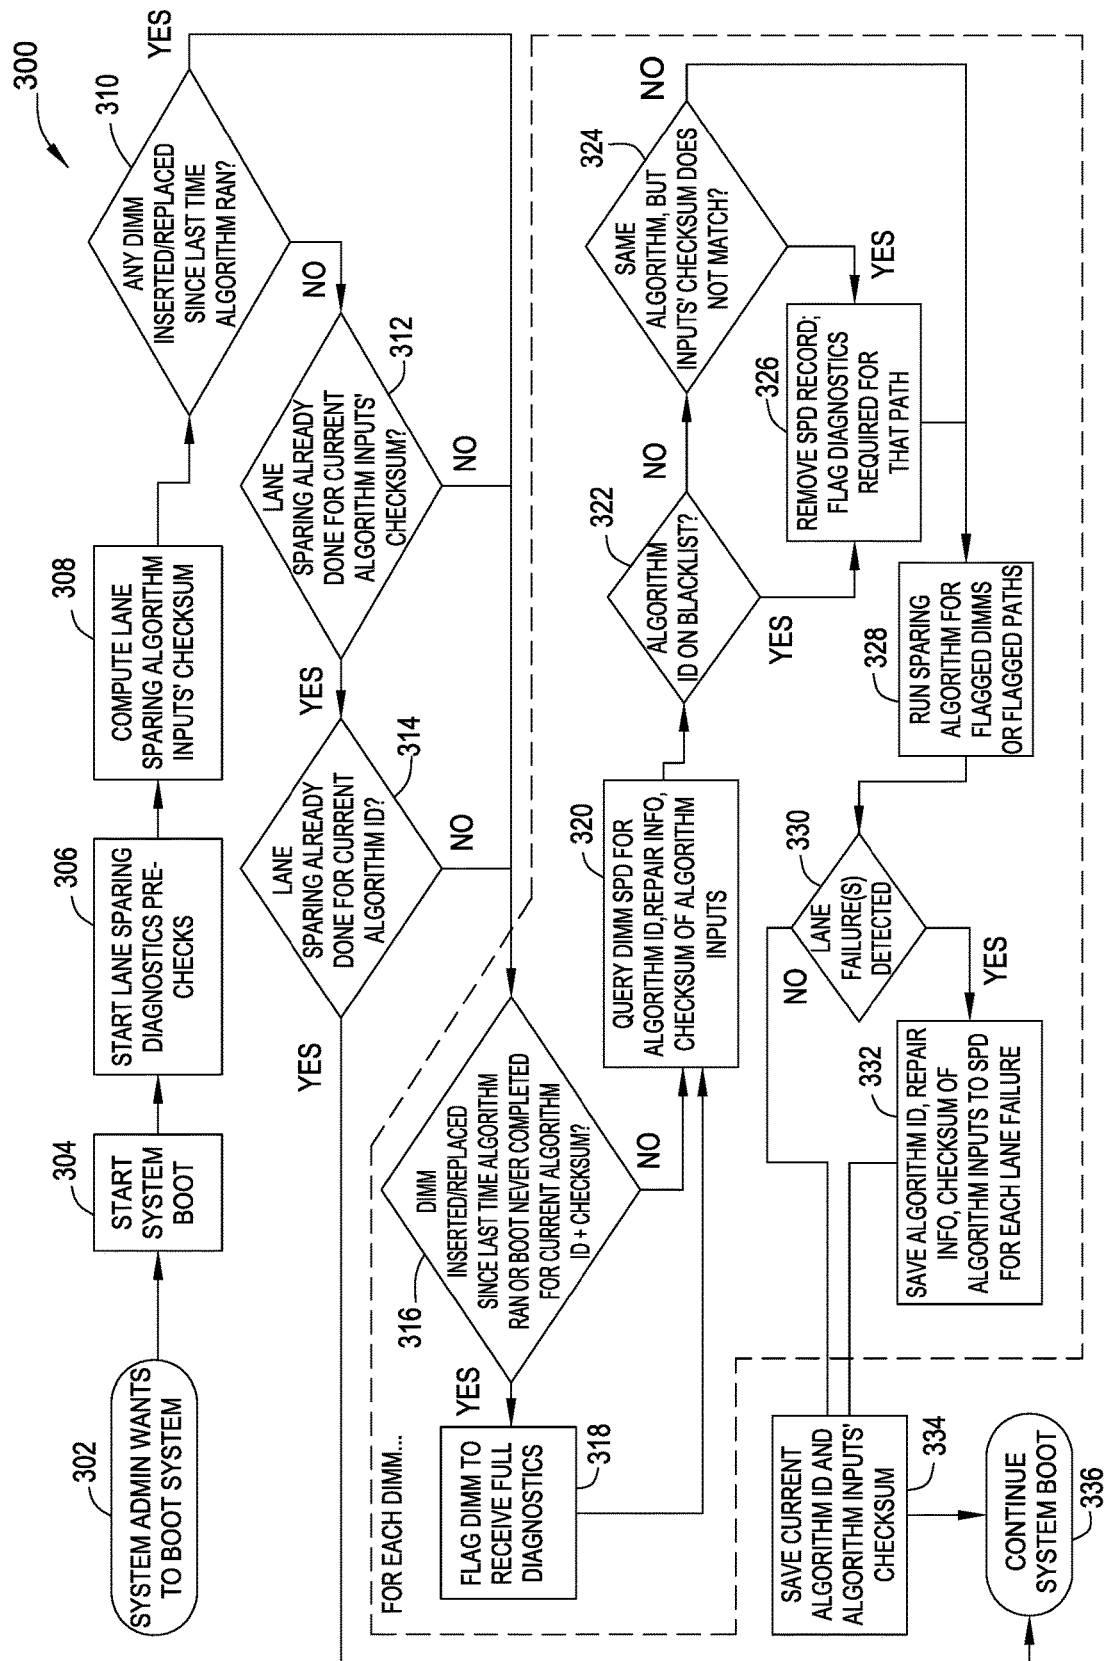 300
302
SYSTEM ADMIN WANTS
TO BOOT SYSTEM
304
START
SYSTEM
BOOT
306
START LANE SPARING
DIAGNOSTICS PRE-
CHECKS
308
COMPUTE LANE
SPARING ALGORITHM
INPUTS' CHECKSUM
310
ANY DIMM
INSERTED/REPLACED
SINCE LAST TIME
ALGORITHM RAN?
YES
NO
312
LANE
SPARING ALREADY
DONE FOR CURRENT
ALGORITHM INPUTS'
CHECKSUM?
NO
YES
314
LANE
SPARING ALREADY
DONE FOR CURRENT
ALGORITHM ID?
NO
YES
FOR EACH DIMM...
316
DIMM
INSERTED/REPLACED
SINCE LAST TIME ALGORITHM
RAN OR BOOT NEVER COMPLETED
FOR CURRENT ALGORITHM
ID + CHECKSUM?
YES
NO
318
FLAG DIMM TO
RECEIVE FULL
DIAGNOSTICS
320
QUERY DIMM SPD FOR
ALGORITHM ID,REPAIR INFO,
CHECKSUM OF ALGORITHM
INPUTS
322
ALGORITHM
ID ON BLACKLIST?
NO
YES
324
SAME
ALGORITHM, BUT
INPUTS' CHECKSUM DOES
NOT MATCH?
NO
YES
326
REMOVE SPD RECORD;
FLAG DIAGNOSTICS
REQUIRED FOR
THAT PATH
328
RUN SPARING
ALGORITHM FOR
FLAGGED DIMMS
OR FLAGGED PATHS
330
LANE
FAILURE(S)
DETECTED
NO
YES
332
SAVE ALGORITHM ID, REPAIR
INFO, CHECKSUM OF
ALGORITHM INPUTS TO SPD
FOR EACH LANE FAILURE
SAVE CURRENT
ALGORITHM ID AND
ALGORITHM INPUTS'
CHECKSUM
334
CONTINUE
SYSTEM BOOT
336